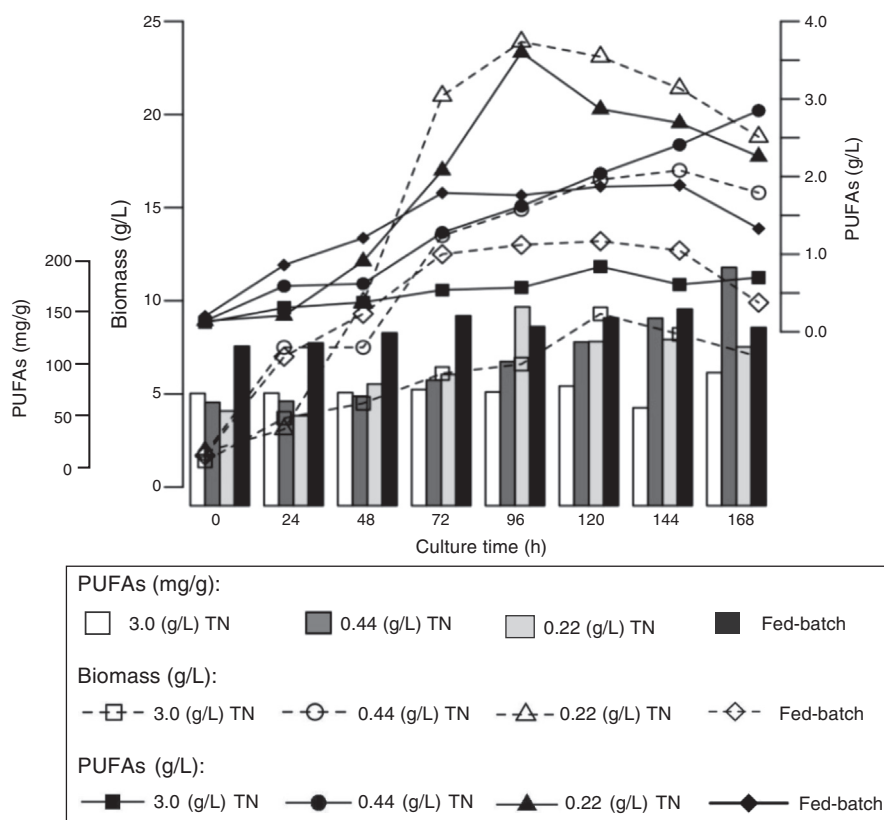 25
20
15
10
5
0
Biomass (g/L)
200
150
100
50
0
PUFAs (mg/g)
4.0
3.0
2.0
1.0
0.0
PUFAs (g/L)
0 24 48 72 96 120 144 168
Culture time (h)
PUFAs (mg/g):
3.0 (g/L) TN 0.44 (g/L) TN 0.22 (g/L) TN Fed-batch
Biomass (g/L):
3.0 (g/L) TN 0.44 (g/L) TN 0.22 (g/L) TN Fed-batch
PUFAs (g/L):
3.0 (g/L) TN 0.44 (g/L) TN 0.22 (g/L) TN Fed-batch